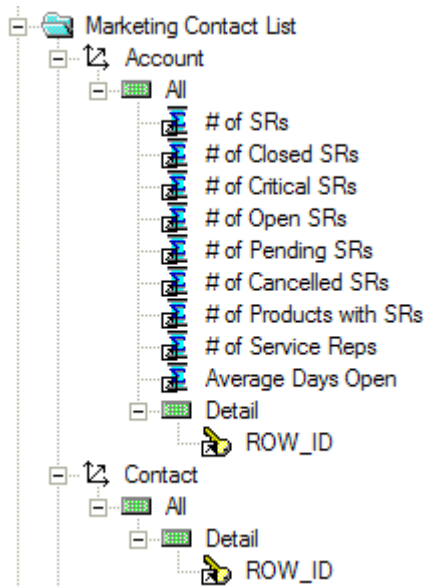 Marketing Contact List
Account
All
# of SRs
# of Closed SRs
# of Critical SRs
# of Open SRs
# of Pending SRs
# of Cancelled SRs
# of Products with SRs
# of Service Reps
Average Days Open
Detail
ROW_ID
Contact
All
Detail
ROW_ID